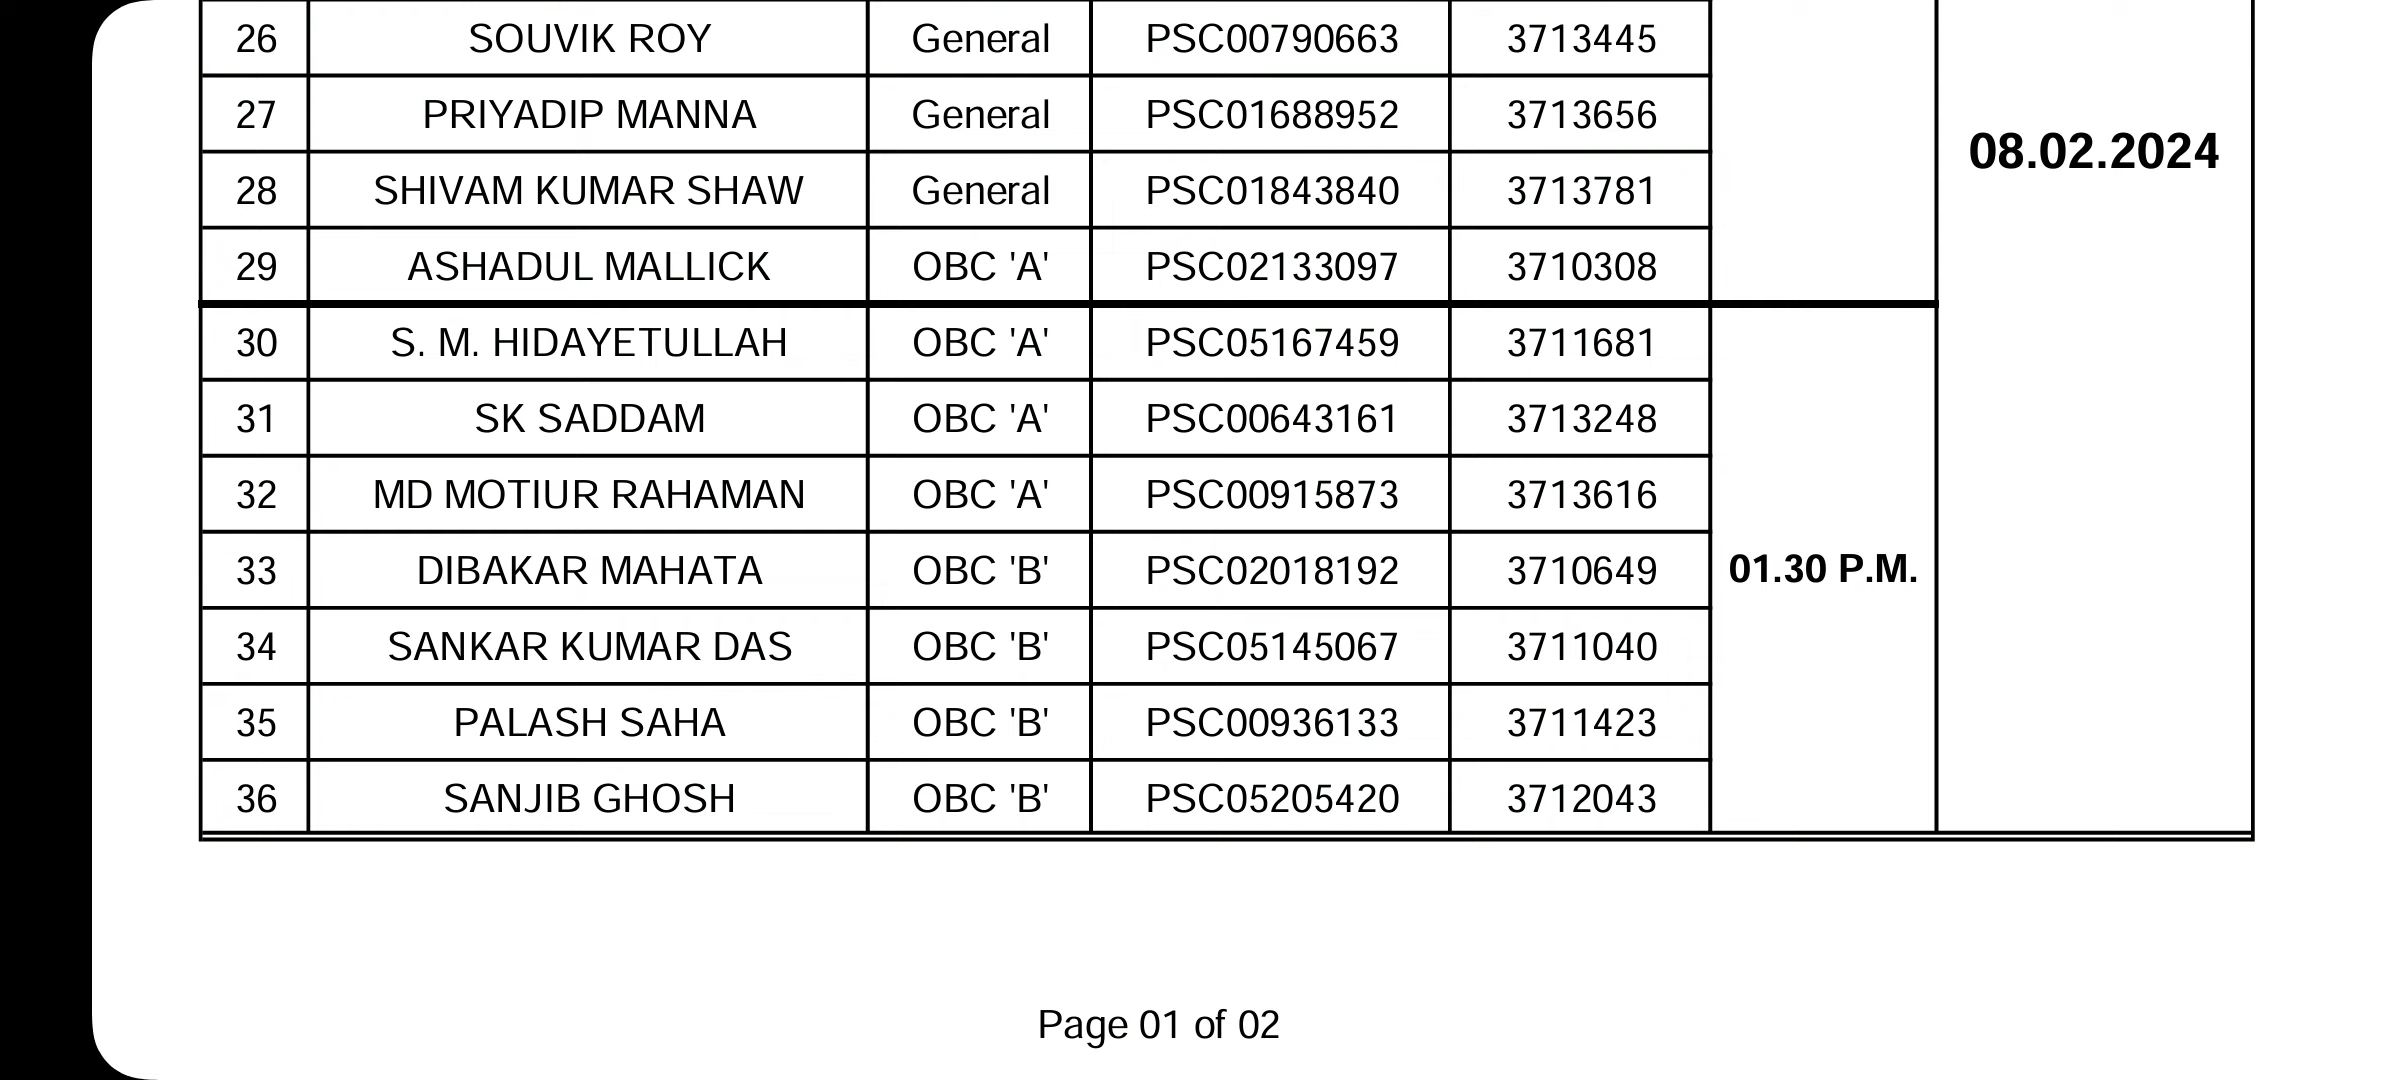 26 SOUVIK ROY General PSC00790663 3713445
27 PRIYADIP MANNA General PSC01688952 3713656
08.02.2024
28 SHIVAM KUMAR SHAW General PSC01843840 3713781
29 ASHADUL MALLICK OBC 'A' PSC02133097 3710308
30 S. M. HIDAYETULLAH OBC 'A' PSC05167459 3711681
31 SK SADDAM OBC 'A' PSC00643161 3713248
32 MD MOTIUR RAHAMAN OBC 'A' PSC00915873 3713616
33 DIBAKAR MAHATA OBC 'B' PSC02018192 3710649 01.30 P.M.
34 SANKAR KUMAR DAS OBC 'B' PSC05145067 3711040
35 PALASH SAHA OBC 'B' PSC00936133 3711423
36 SANJIB GHOSH OBC 'B' PSC05205420 3712043
Page 01 of 02